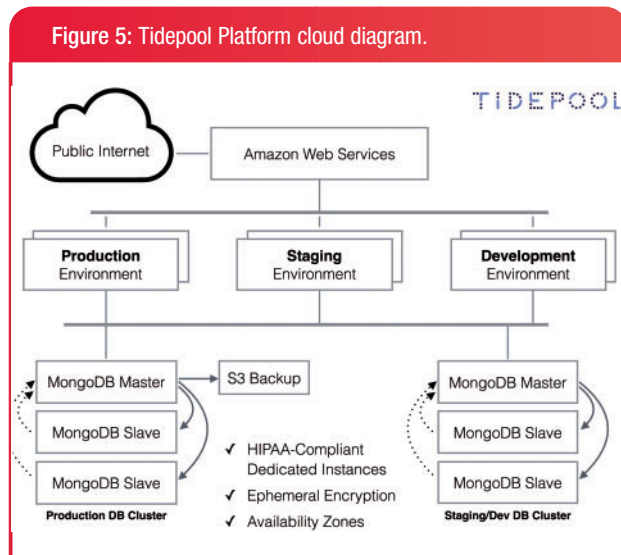 Figure 5: Tidepool Platform cloud diagram.
TIDEPOOL
Public Internet
Amazon Web Services
Production
Environment
Staging
Environment
Development
Environment
MongoDB Master
S3 Backup
MongoDB Slave
MongoDB Slave
Production DB Cluster
✓ HIPAA-Compliant
Dedicated Instances
✓ Ephemeral Encryption
✓ Availability Zones
MongoDB Master
MongoDB Slave
MongoDB Slave
Staging/Dev DB Cluster